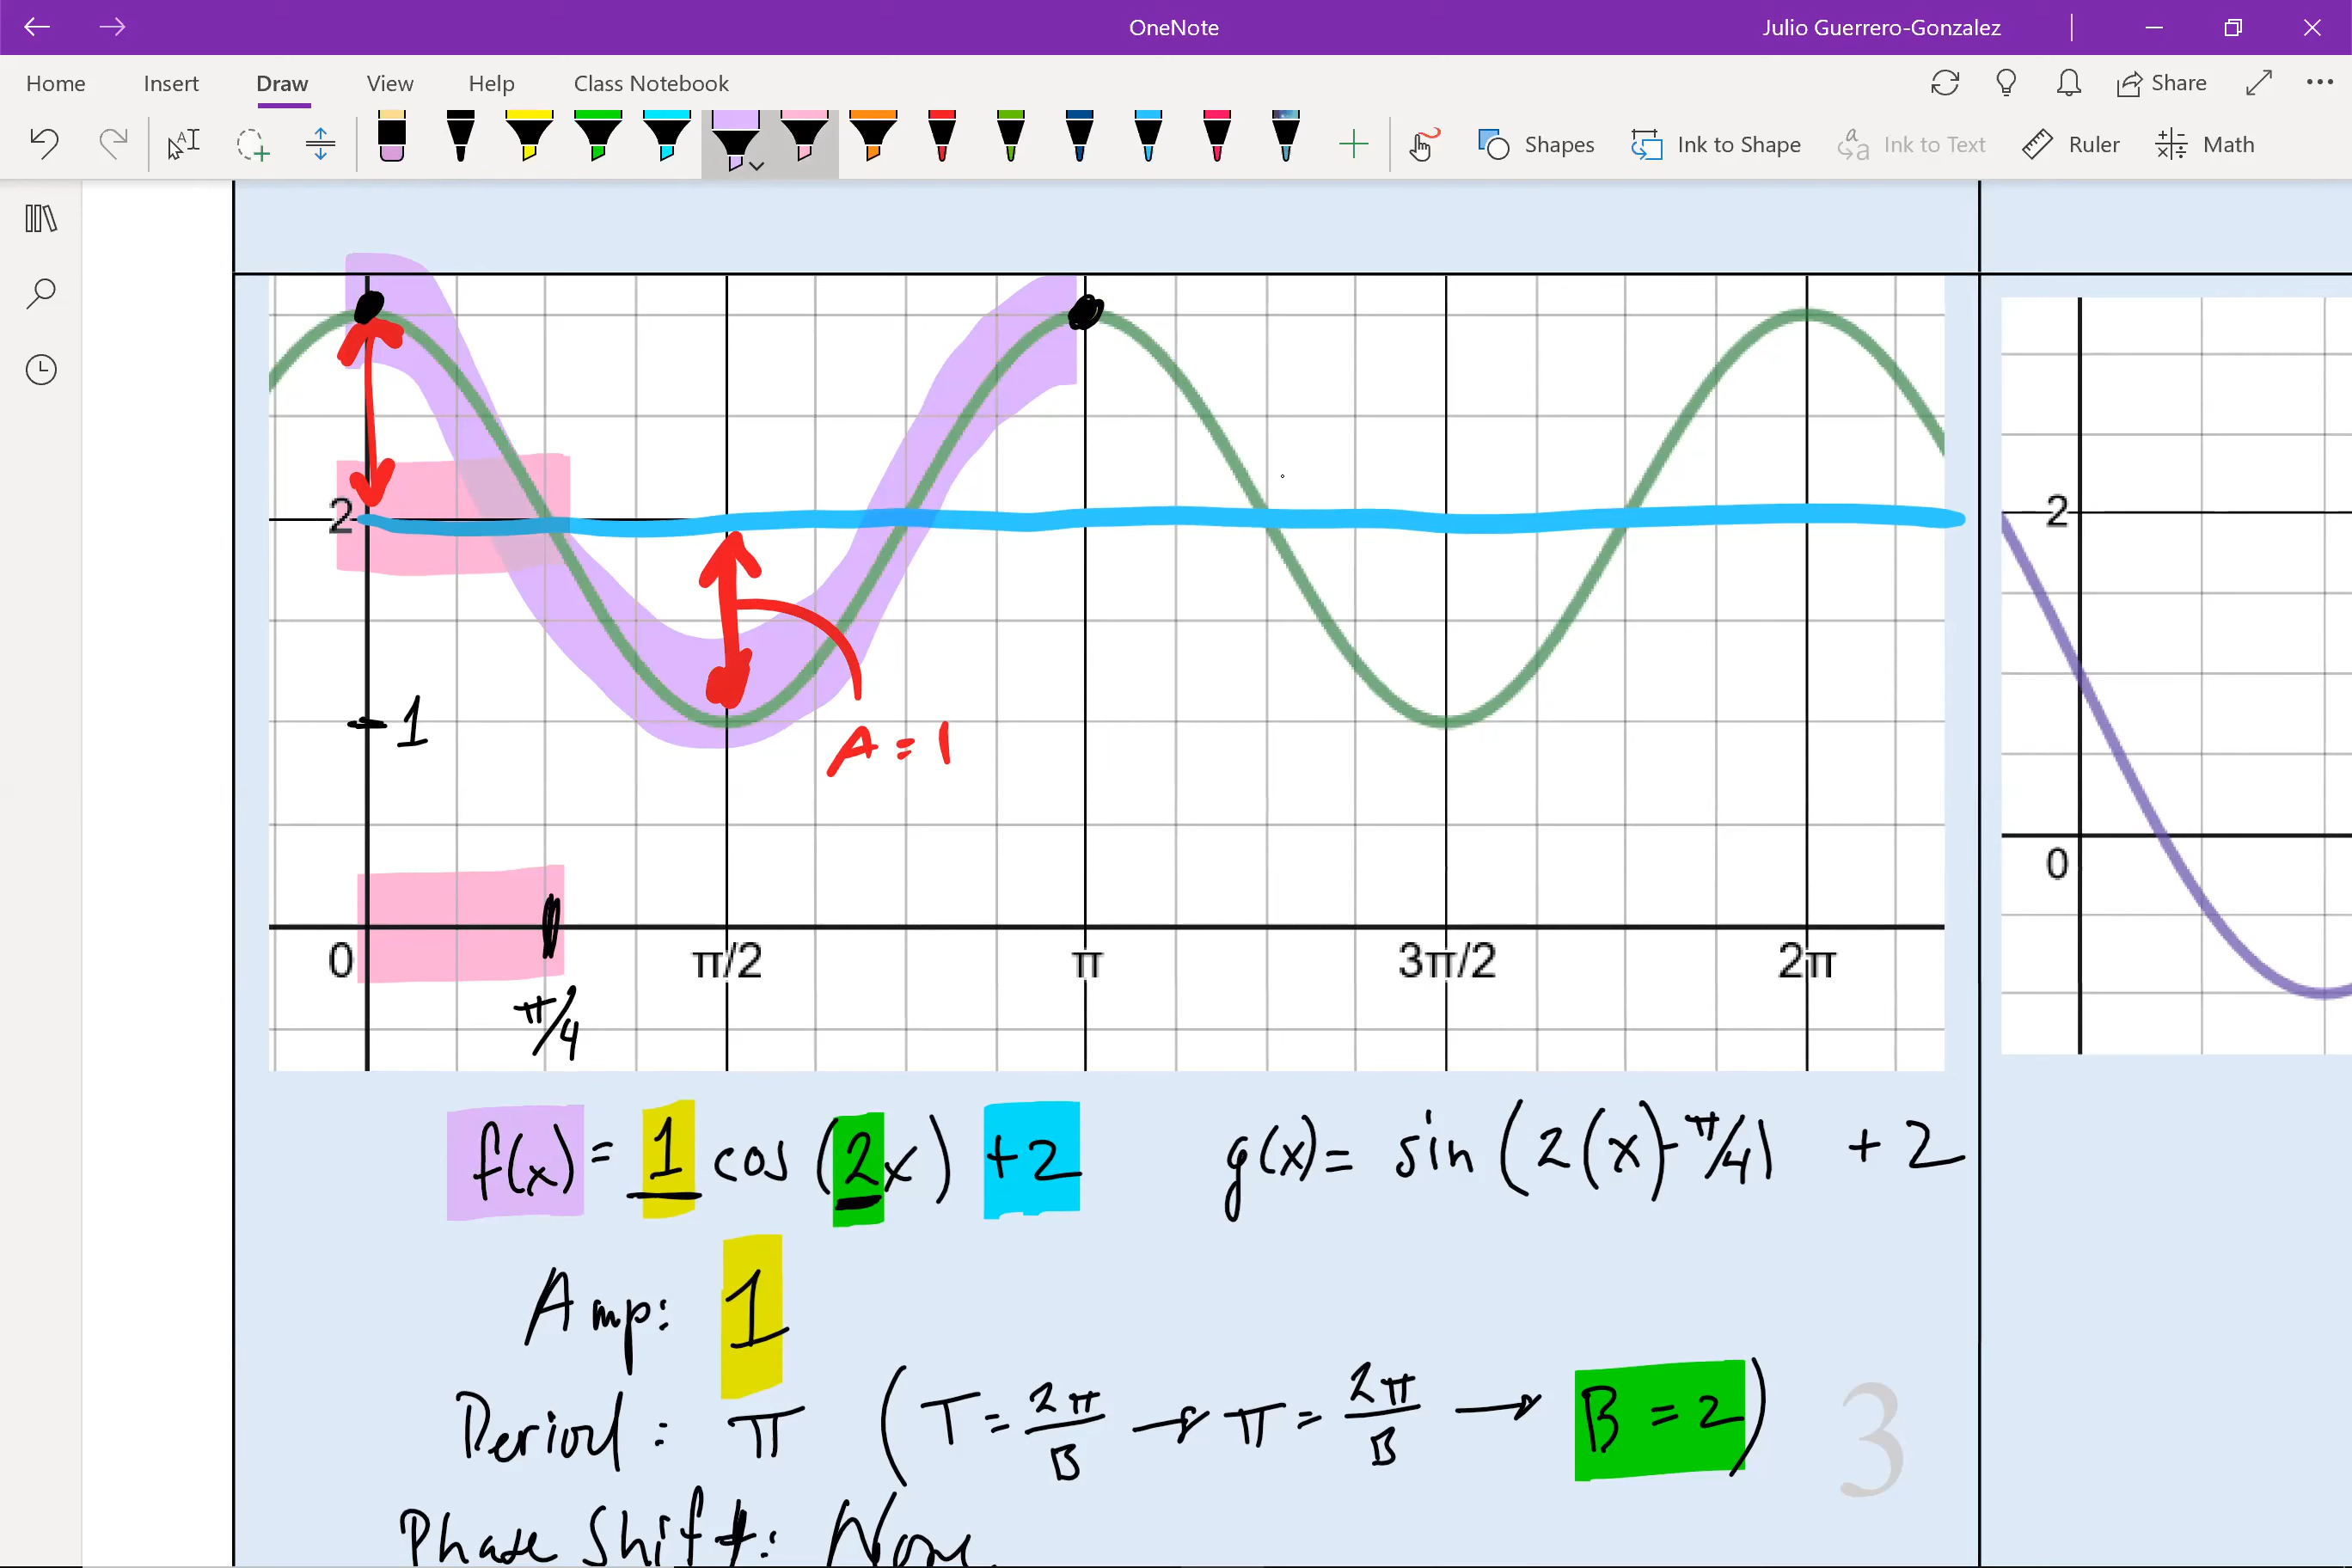 OneNote
Julio Guerrero-Gonzalez
Home Insert Draw View Help Class Notebook Share
Shapes Ink to Shape Ink to Text Ruler Math
2
2
1
A = 1
0
0 π/2 π 3π/2 2π
π/4
f(x) = 1 cos (2x) +2 g(x) = sin (2(x) - π/4) + 2
Amp: 1
Period: π (T = 2π/B → π = 2π/B → B = 2)
3
Phase Shift: None